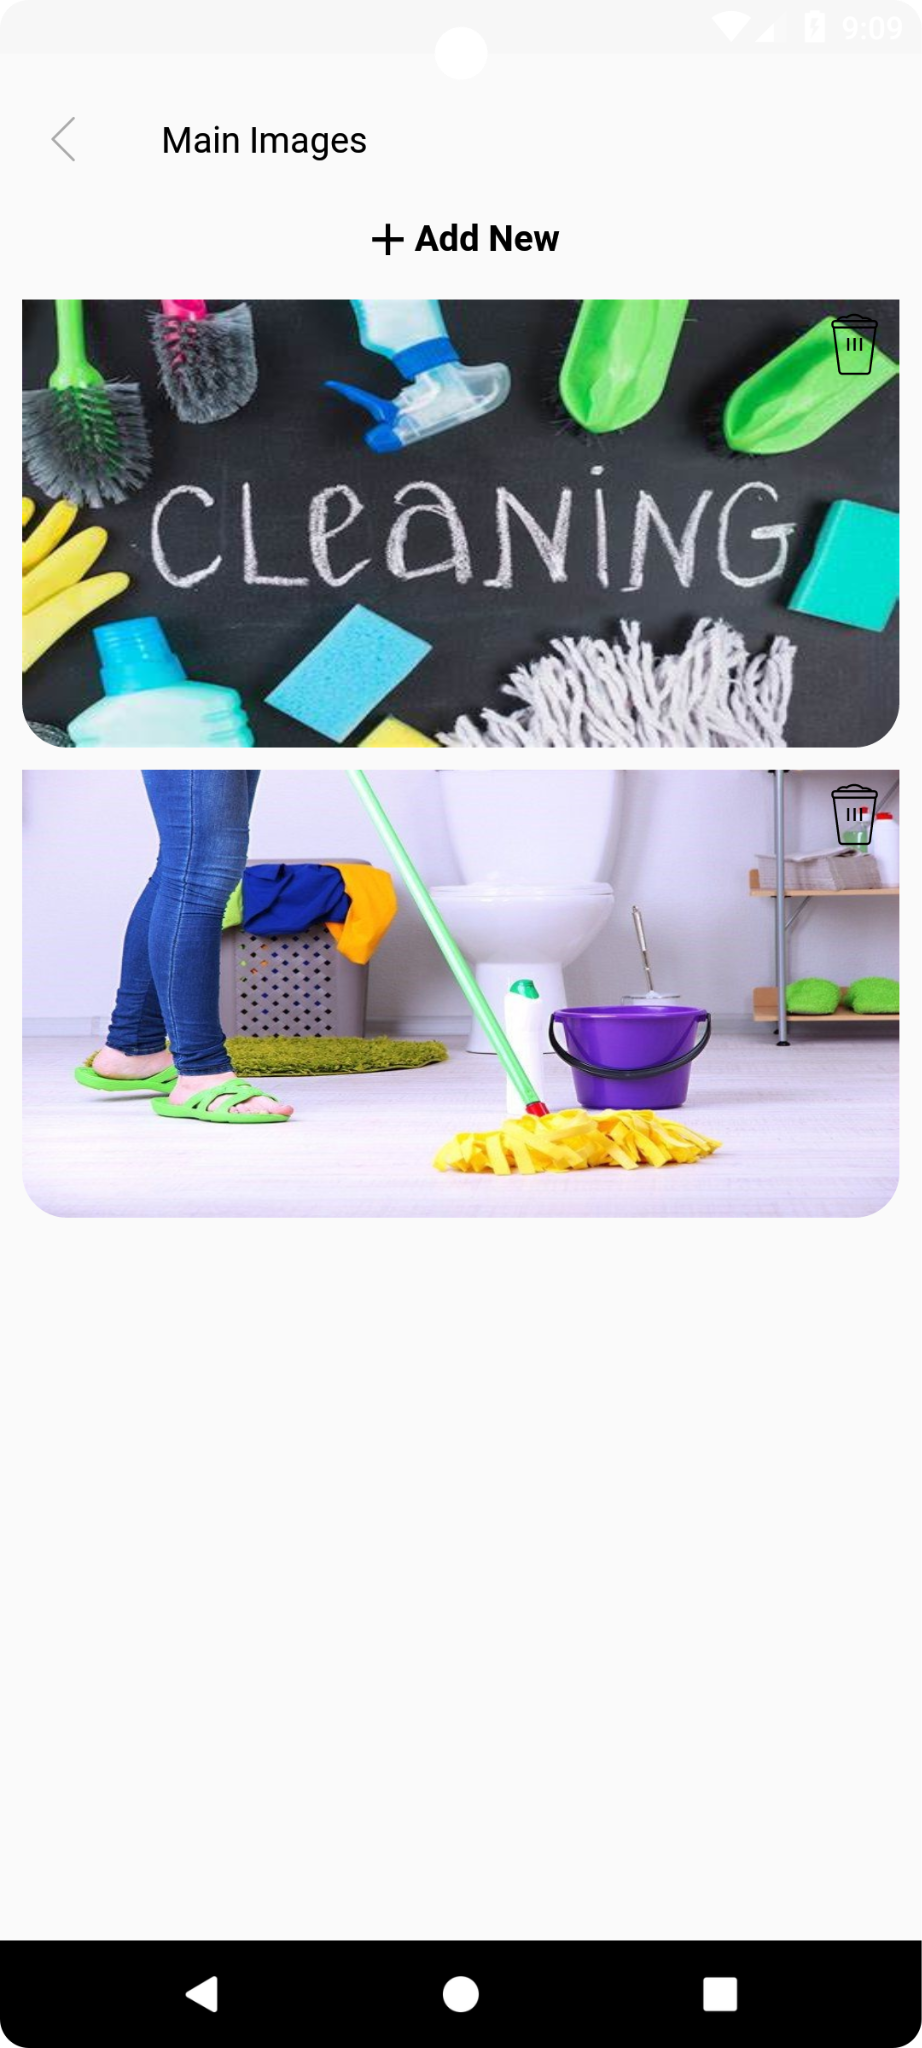 9:09
Main Images
+ Add New
CLeaNiNG